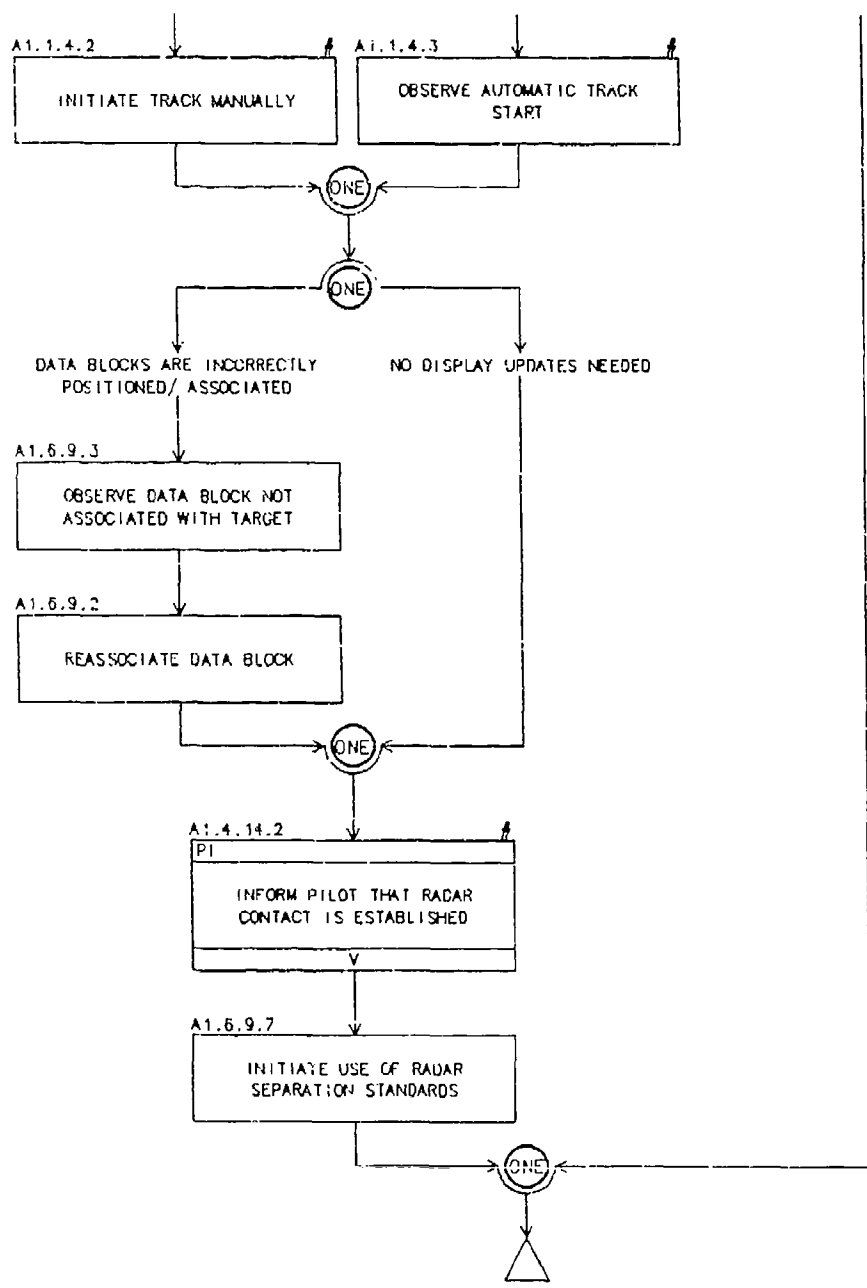 A1.1.4.2
A1.1.4.3
INITIATE TRACK MANUALLY
OBSERVE AUTOMATIC TRACK
START
ONE
ONE
DATA BLOCKS ARE INCORRECTLY
POSITIONED/ ASSOCIATED
NO DISPLAY UPDATES NEEDED
A1.6.9.3
OBSERVE DATA BLOCK NOT
ASSOCIATED WITH TARGET
A1.6.9.2
REASSOCIATE DATA BLOCK
ONE
A1.4.14.2
PI
INFORM PILOT THAT RADAR
CONTACT IS ESTABLISHED
V
A1.6.9.7
INITIATE USE OF RADAR
SEPARATION STANDARDS
ONE